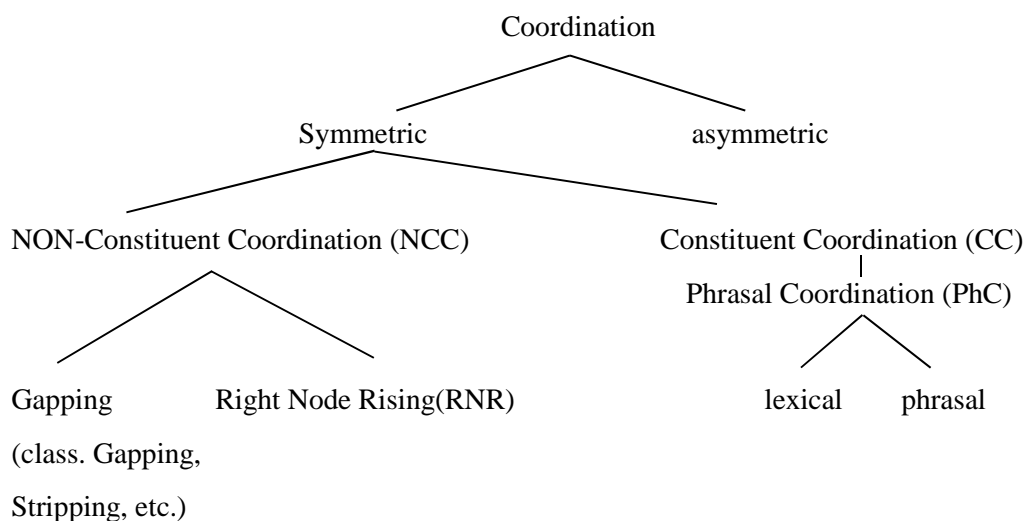 Coordination
Symmetric asymmetric
NON-Constituent Coordination (NCC) Constituent Coordination (CC)
Phrasal Coordination (PhC)
Gapping Right Node Rising(RNR) lexical phrasal
(class. Gapping,
Stripping, etc.)